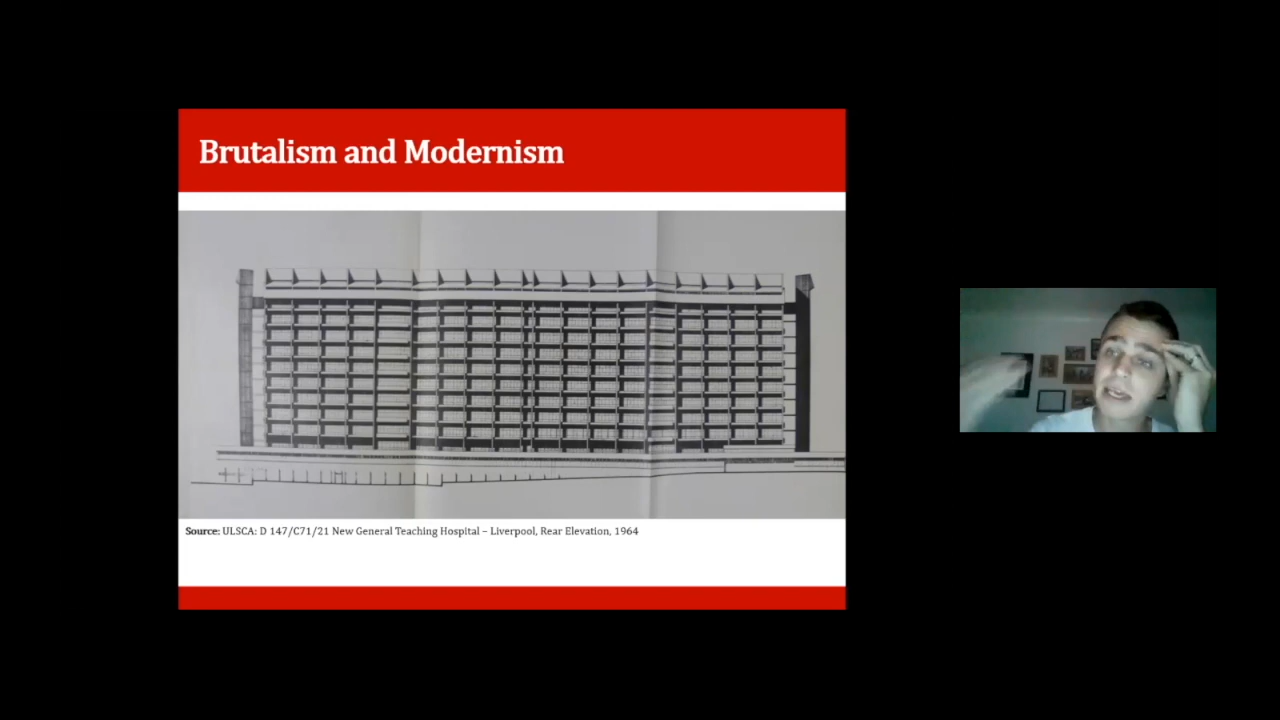 Brutalism and Modernism
Source: ULSCA: D 147/C71/21 New General Teaching Hospital – Liverpool, Rear Elevation, 1964